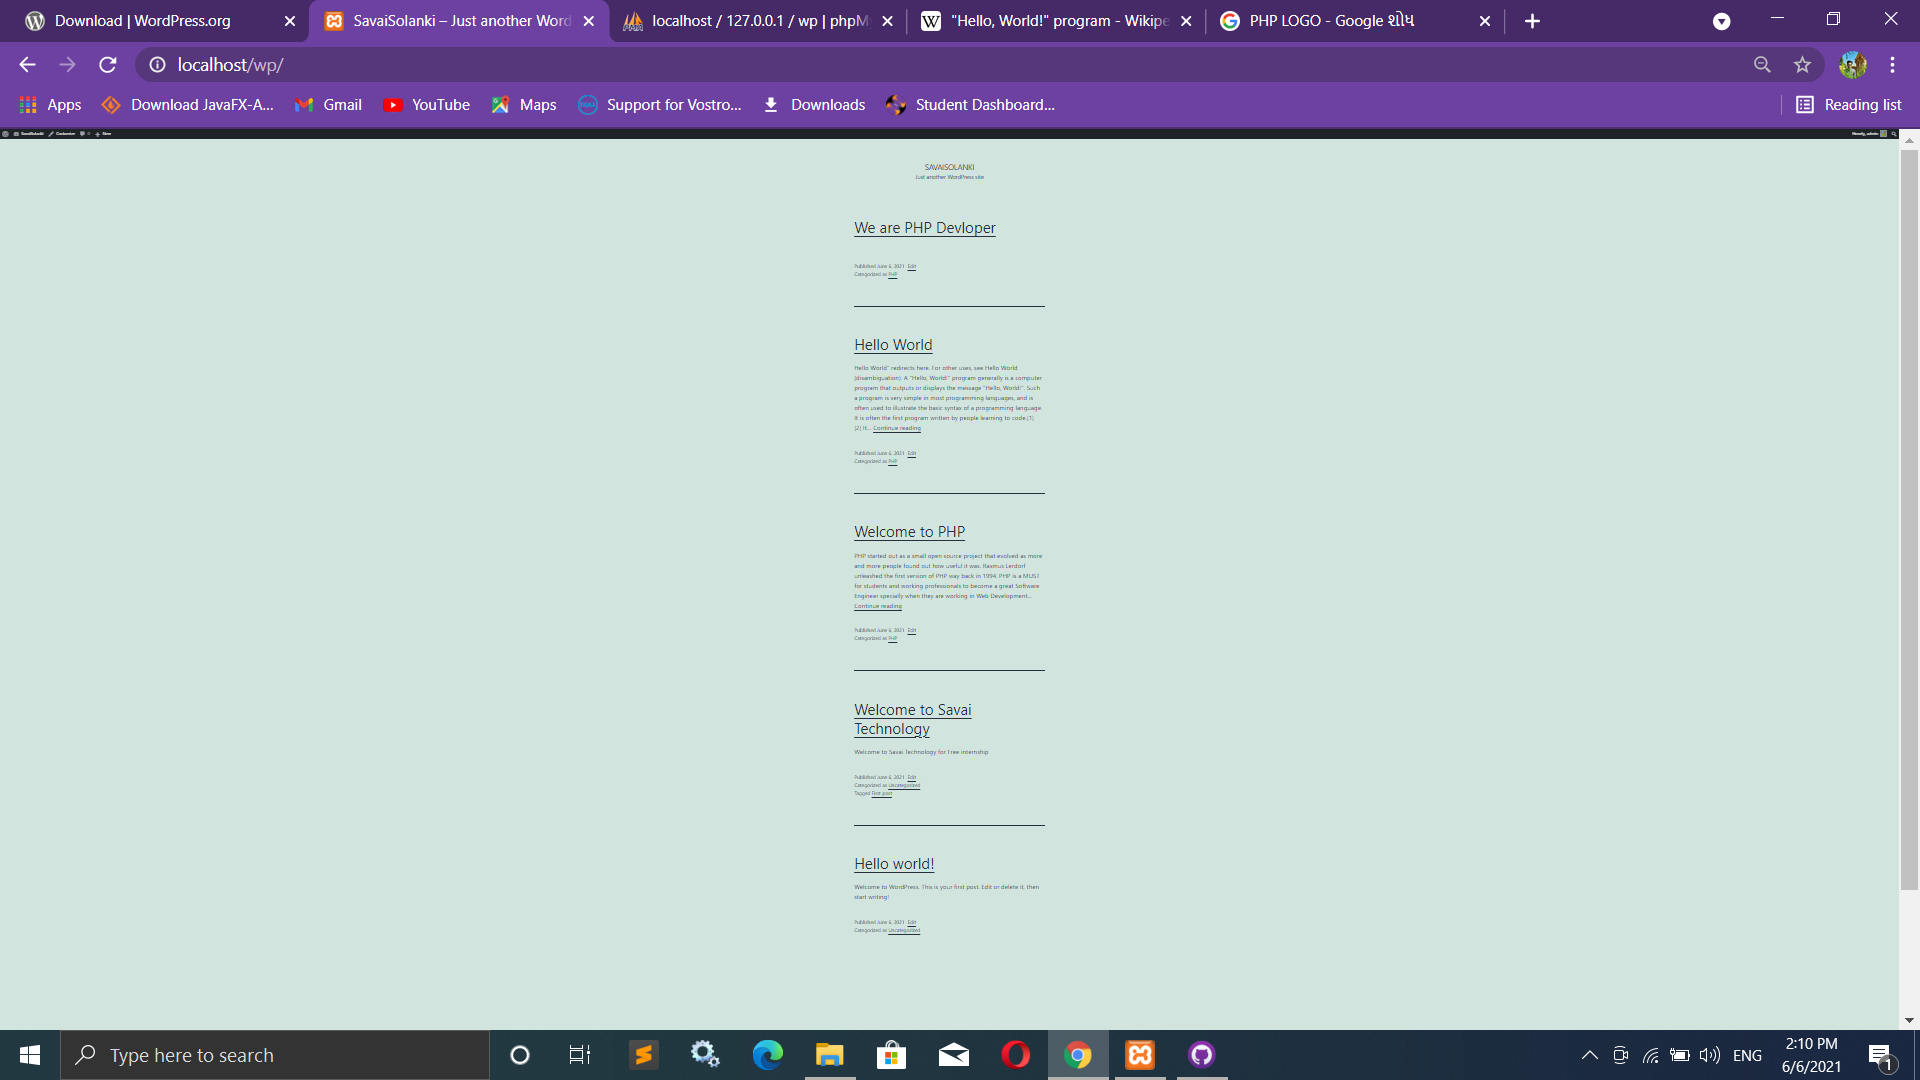 Download | WordPress.org
SavaiSolanki – Just another Word
localhost / 127.0.0.1 / wp | phpMy
"Hello, World!" program - Wikipe
PHP LOGO - Google શોધ
localhost/wp/
Apps
Download JavaFX-A...
Gmail
YouTube
Maps
Support for Vostro...
Downloads
Student Dashboard...
Reading list
SavaiSolanki
Customize
0
New
Howdy, admin
SAVAISOLANKI
Just another WordPress site
We are PHP Devloper
Published June 6, 2021 Edit
Categorized as PHP
Hello World
Hello World" redirects here. For other uses, see Hello World
(disambiguation). A "Hello, World!" program generally is a computer
program that outputs or displays the message "Hello, World!". Such
a program is very simple in most programming languages, and is
often used to illustrate the basic syntax of a programming language.
It is often the first program written by people learning to code.[1]
[2] It… Continue reading
Published June 6, 2021 Edit
Categorized as PHP
Welcome to PHP
PHP started out as a small open source project that evolved as more
and more people found out how useful it was. Rasmus Lerdorf
unleashed the first version of PHP way back in 1994. PHP is a MUST
for students and working professionals to become a great Software
Engineer specially when they are working in Web Development…
Continue reading
Published June 6, 2021 Edit
Categorized as PHP
Welcome to Savai
Technology
Welcome to Savai Technology for Free internship
Published June 6, 2021 Edit
Categorized as Uncategorized
Tagged First post
Hello world!
Welcome to WordPress. This is your first post. Edit or delete it, then
start writing!
Published June 6, 2021 Edit
Categorized as Uncategorized
Type here to search
ENG
2:10 PM
6/6/2021
1